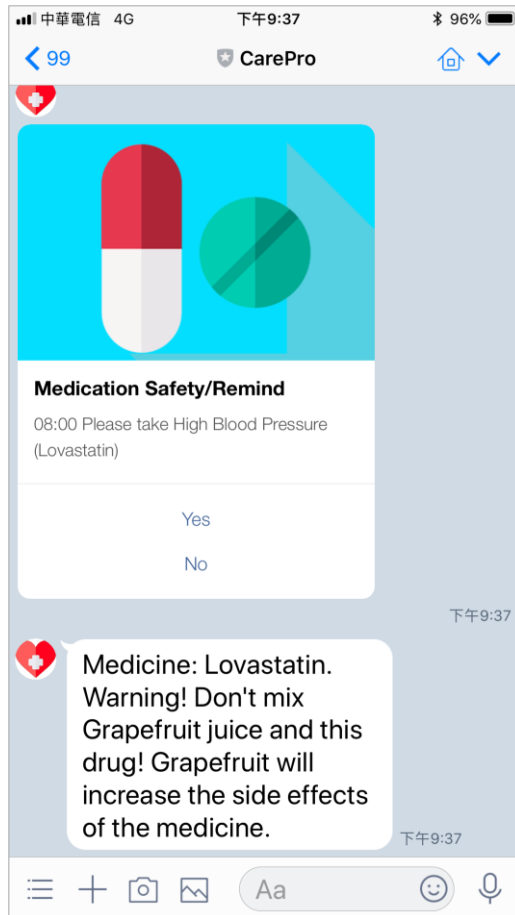 中華電信 4G 下午9:37 96%
99 CarePro
Medication Safety/Remind
08:00 Please take High Blood Pressure
(Lovastatin)
Yes
No
下午9:37
Medicine: Lovastatin.
Warning! Don't mix
Grapefruit juice and this
drug! Grapefruit will
increase the side effects
of the medicine.
下午9:37
Aa